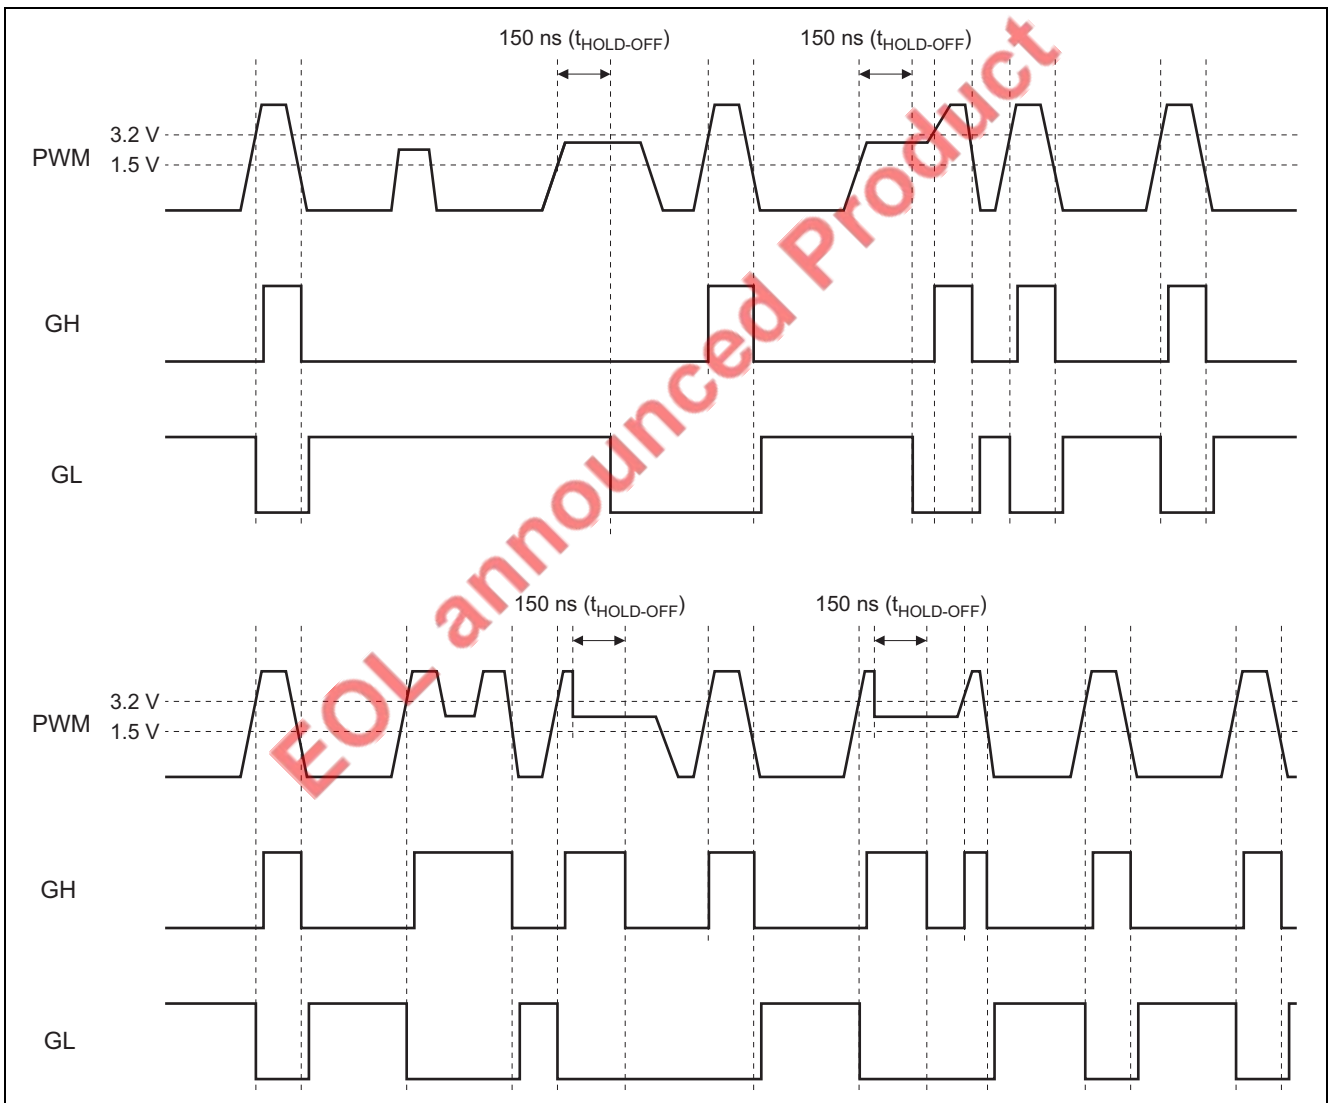 150 ns (tHOLD-OFF) 150 ns (tHOLD-OFF)
3.2 V
PWM
1.5 V
GH
GL
EOL announced Product
150 ns (tHOLD-OFF) 150 ns (tHOLD-OFF)
3.2 V
PWM
1.5 V
GH
GL